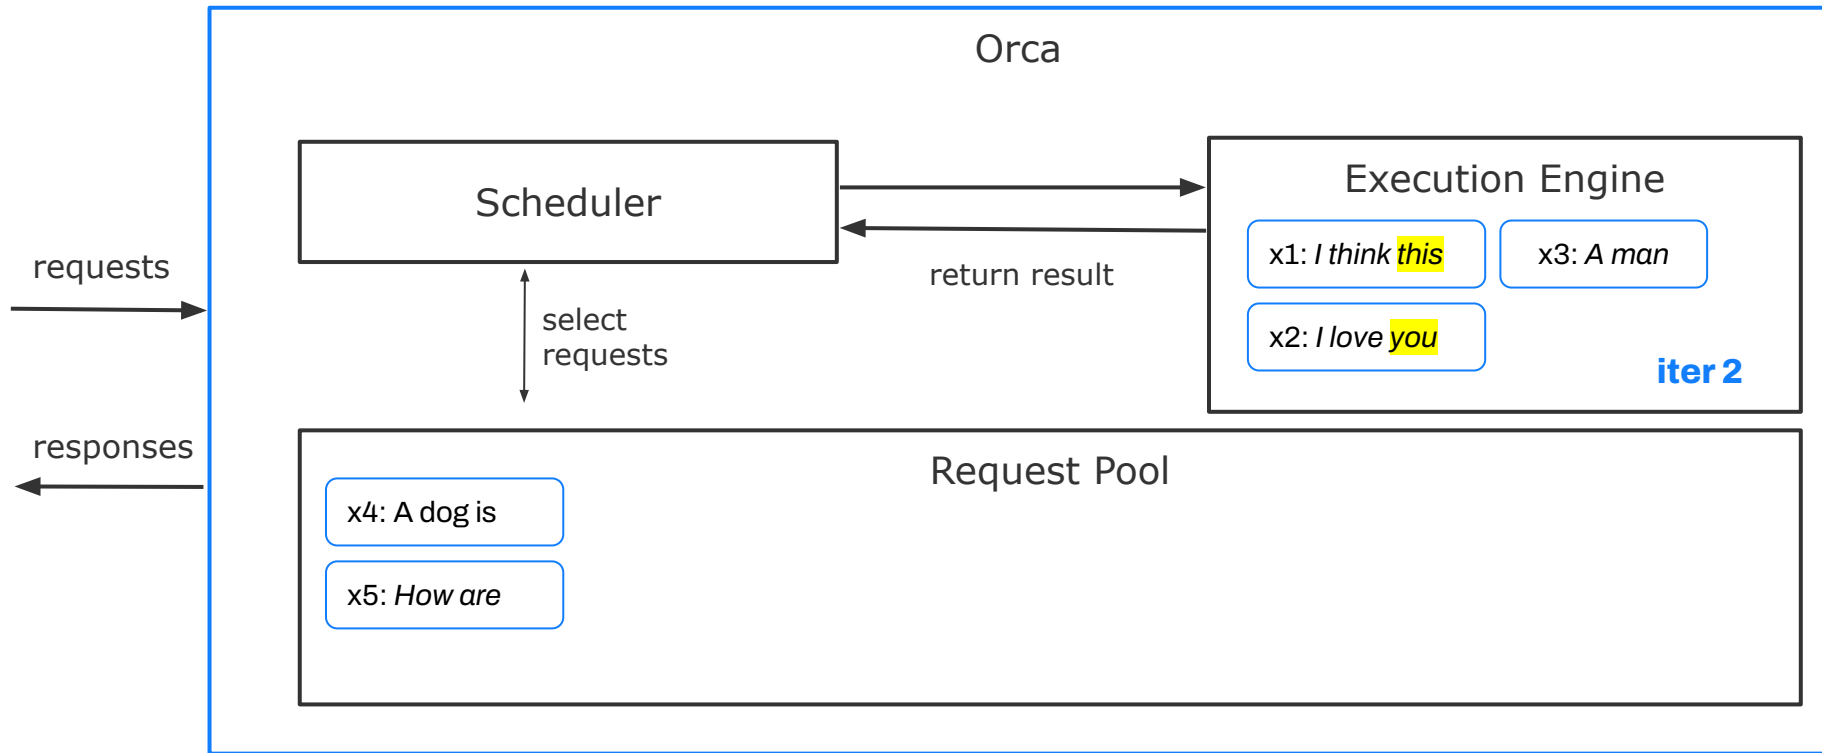 Orca
Scheduler
Execution Engine
x1: I think this
x3: A man
x2: I love you
iter 2
return result
requests
select
requests
responses
Request Pool
x4: A dog is
x5: How are